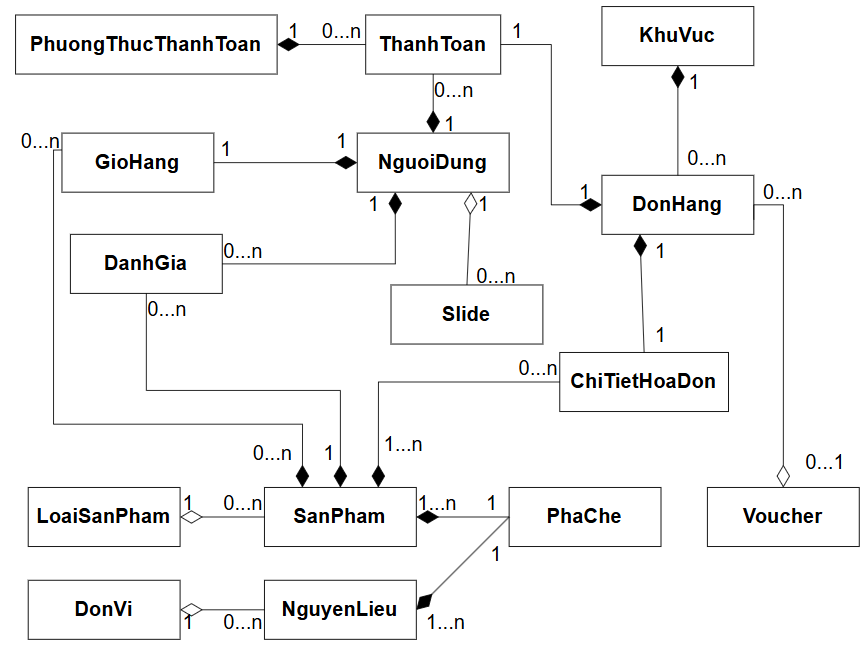 PhuongThucThanhToan
1
0...n
ThanhToan
1
KhuVuc
1
0...n
1
0...n
GioHang
1
1
NguoiDung
0...n
1
DonHang
0...n
1
1
DanhGia
0...n
0...n
1
0...n
Slide
1
ChiTietHoaDon
0...n
0...n
1
1...n
0...1
LoaiSanPham
1
0...n
SanPham
1...n
1
PhaChe
Voucher
1
DonVi
1
0...n
NguyenLieu
1...n